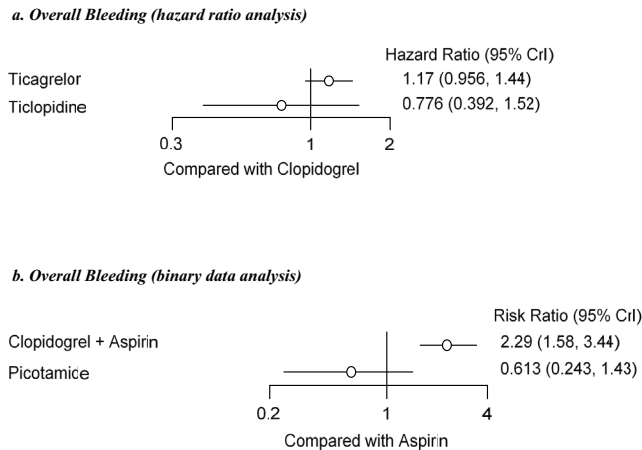 a. Overall Bleeding (hazard ratio analysis)
Hazard Ratio (95% CrI)
Ticagrelor 1.17 (0.956, 1.44)
Ticlopidine 0.776 (0.392, 1.52)
0.3 1 2
Compared with Clopidogrel
b. Overall Bleeding (binary data analysis)
Risk Ratio (95% CrI)
Clopidogrel + Aspirin 2.29 (1.58, 3.44)
Picotamide 0.613 (0.243, 1.43)
0.2 1 4
Compared with Aspirin